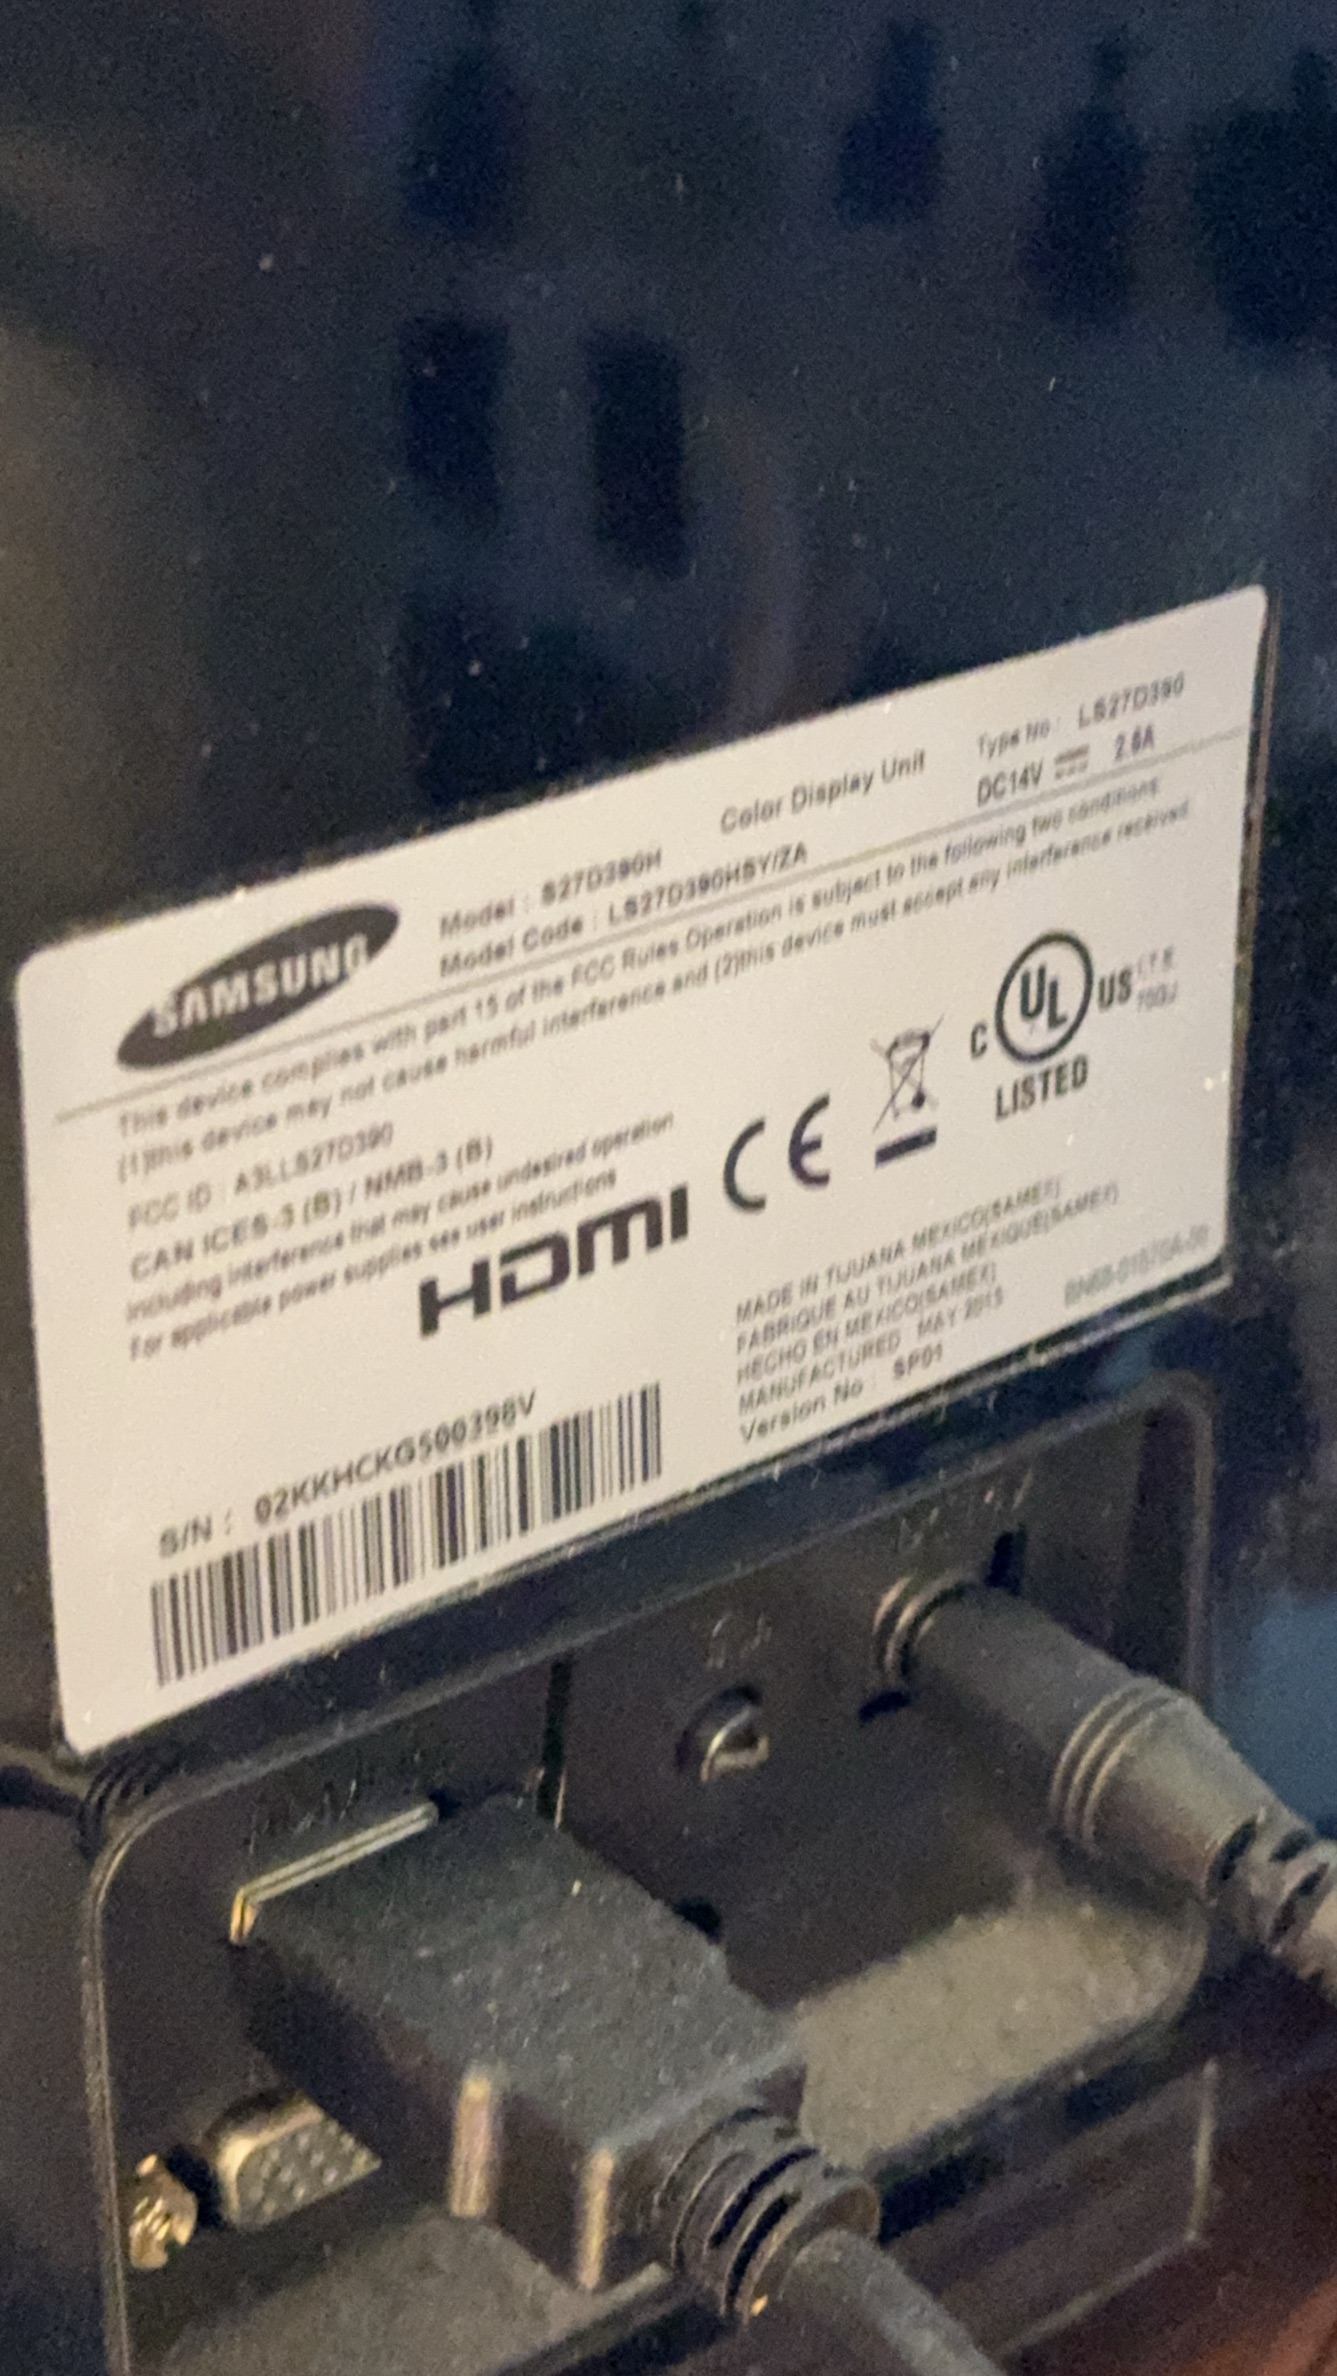 SAMSUNG
Model : S27D390H
Model Code : LS27D390HSY/ZA
Color Display Unit
Type No : LS27D390
DC14V 2.5A
This device complies with part 15 of the FCC Rules Operation is subject to the following two conditions
(1)this device may not cause harmful interference and (2)this device must accept any interference received
FCC ID : A3LLS27D390
CAN ICES-3 (B) / NMB-3 (B)
including interference that may cause undesired operation
For applicable power supplies see user instructions
HDMI
CE
C UL US I.T.E.
LISTED
MADE IN TIJUANA MEXICO(SAMEX)
FABRIQUE AU TIJUANA MEXIQUE(SAMEX)
HECHO EN MEXICO(SAMEX)
MANUFACTURED MAY 2015
Version No : SP01
S/N : 02KKHCKG500398V